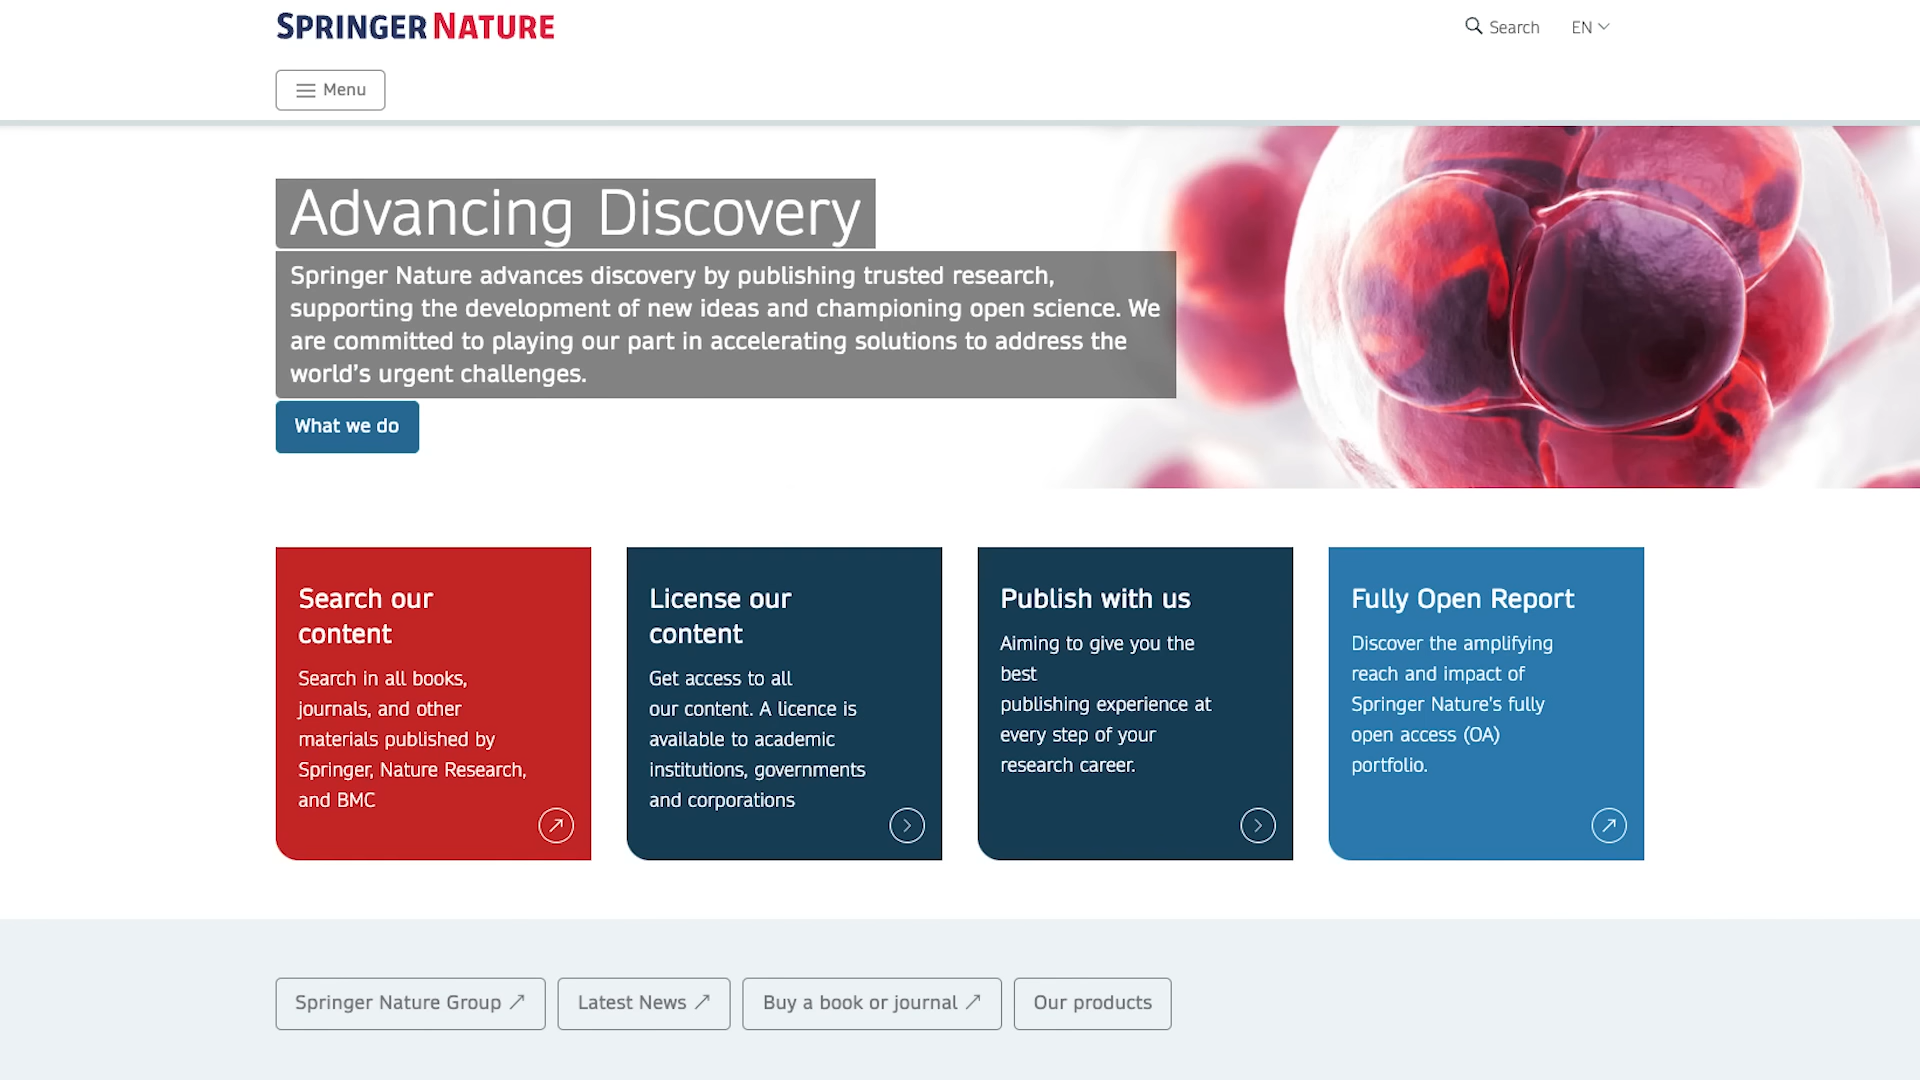 SPRINGER NATURE
Search
EN
Menu
Advancing Discovery
Springer Nature advances discovery by publishing trusted research,
supporting the development of new ideas and championing open science. We
are committed to playing our part in accelerating solutions to address the
world’s urgent challenges.
What we do
Search our
content
Search in all books,
journals, and other
materials published by
Springer, Nature Research,
and BMC
License our
content
Get access to all
our content. A licence is
available to academic
institutions, governments
and corporations
Publish with us
Aiming to give you the
best
publishing experience at
every step of your
research career.
Fully Open Report
Discover the amplifying
reach and impact of
Springer Nature's fully
open access (OA)
portfolio.
Springer Nature Group
Latest News
Buy a book or journal
Our products